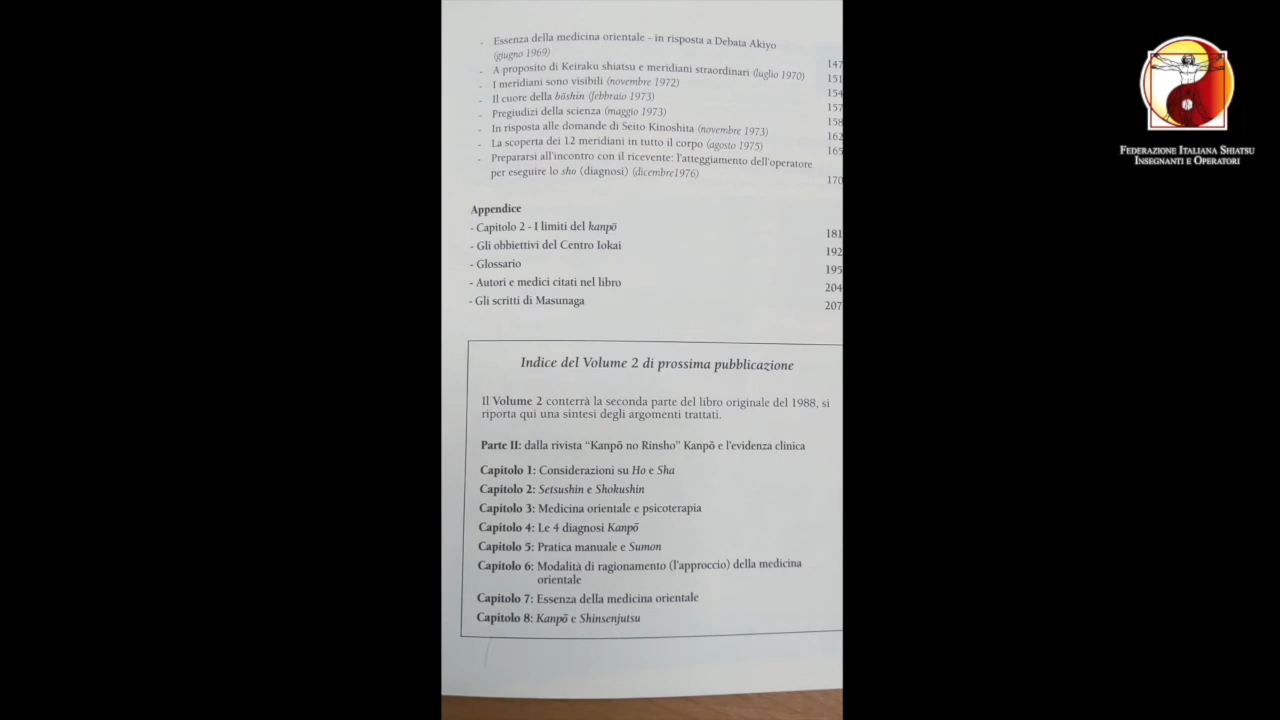 - Essenza della medicina orientale - in risposta a Debata Akiyo
(giugno 1969) 147
- A proposito di Keiraku shiatsu e meridiani straordinari (luglio 1970) 151
- I meridiani sono visibili (novembre 1972) 154
- Il cuore della bōshin (febbraio 1973) 157
- Pregiudizi della scienza (maggio 1973) 158
- In risposta alle domande di Seito Kinoshita (novembre 1973) 162
- La scoperta dei 12 meridiani in tutto il corpo (agosto 1975) 165
- Prepararsi all'incontro con il ricevente: l'atteggiamento dell'operatore
per eseguire lo sho (diagnosi) (dicembre1976) 170
Appendice
- Capitolo 2 - I limiti del kanpō 181
- Gli obbiettivi del Centro Iokai 192
- Glossario 195
- Autori e medici citati nel libro 204
- Gli scritti di Masunaga 207
Indice del Volume 2 di prossima pubblicazione
Il Volume 2 conterrà la seconda parte del libro originale del 1988, si
riporta qui una sintesi degli argomenti trattati.
Parte II: dalla rivista “Kanpō no Rinsho” Kanpō e l'evidenza clinica
Capitolo 1: Considerazioni su Ho e Sha
Capitolo 2: Setsushin e Shokushin
Capitolo 3: Medicina orientale e psicoterapia
Capitolo 4: Le 4 diagnosi Kanpō
Capitolo 5: Pratica manuale e Sumon
Capitolo 6: Modalità di ragionamento (l'approccio) della medicina
orientale
Capitolo 7: Essenza della medicina orientale
Capitolo 8: Kanpō e Shinsenjutsu
Federazione Italiana Shiatsu
Insegnanti e Operatori